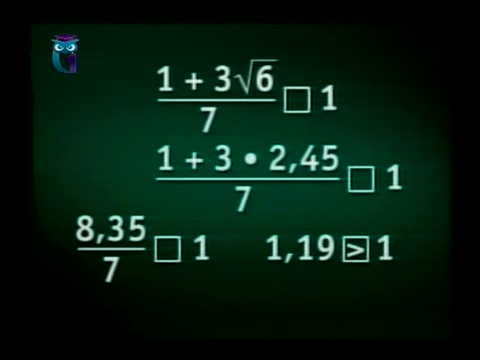 (1 + 3√6)/7 □ 1
(1 + 3 • 2,45)/7 □ 1
8,35/7 □ 1 1,19 > 1